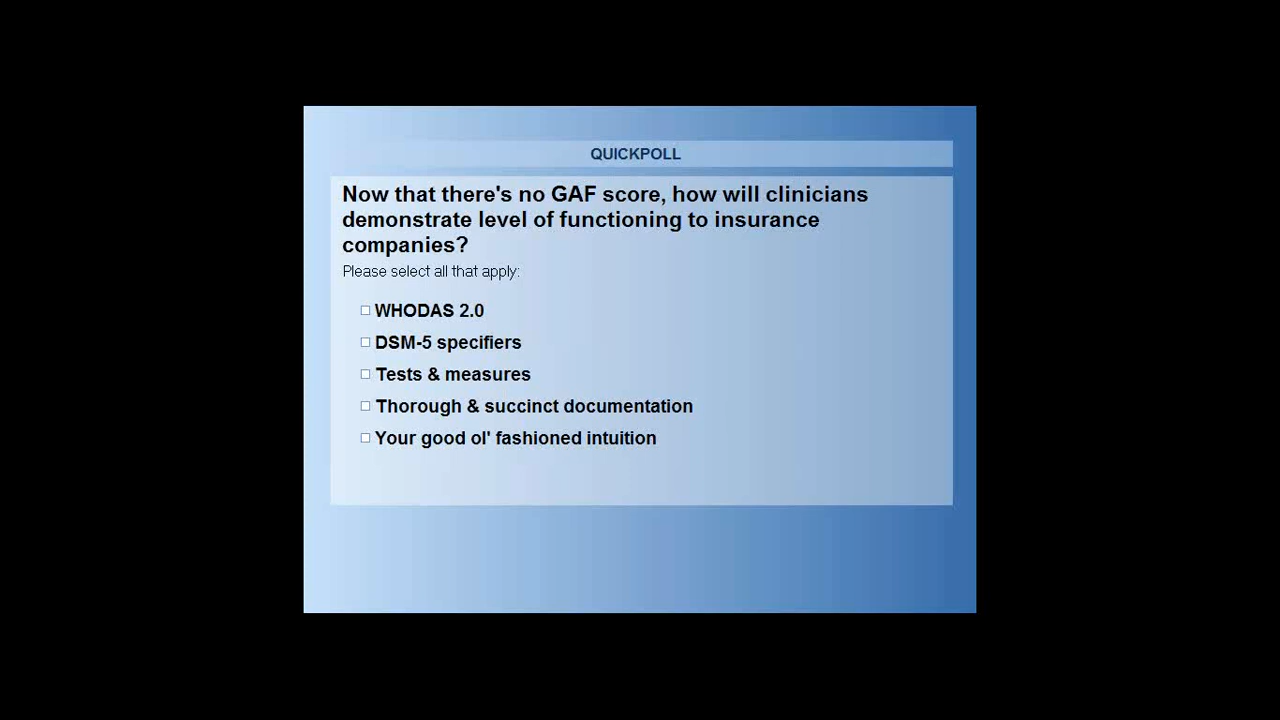 QUICKPOLL
Now that there's no GAF score, how will clinicians
demonstrate level of functioning to insurance
companies?
Please select all that apply:
WHODAS 2.0
DSM-5 specifiers
Tests & measures
Thorough & succinct documentation
Your good ol' fashioned intuition